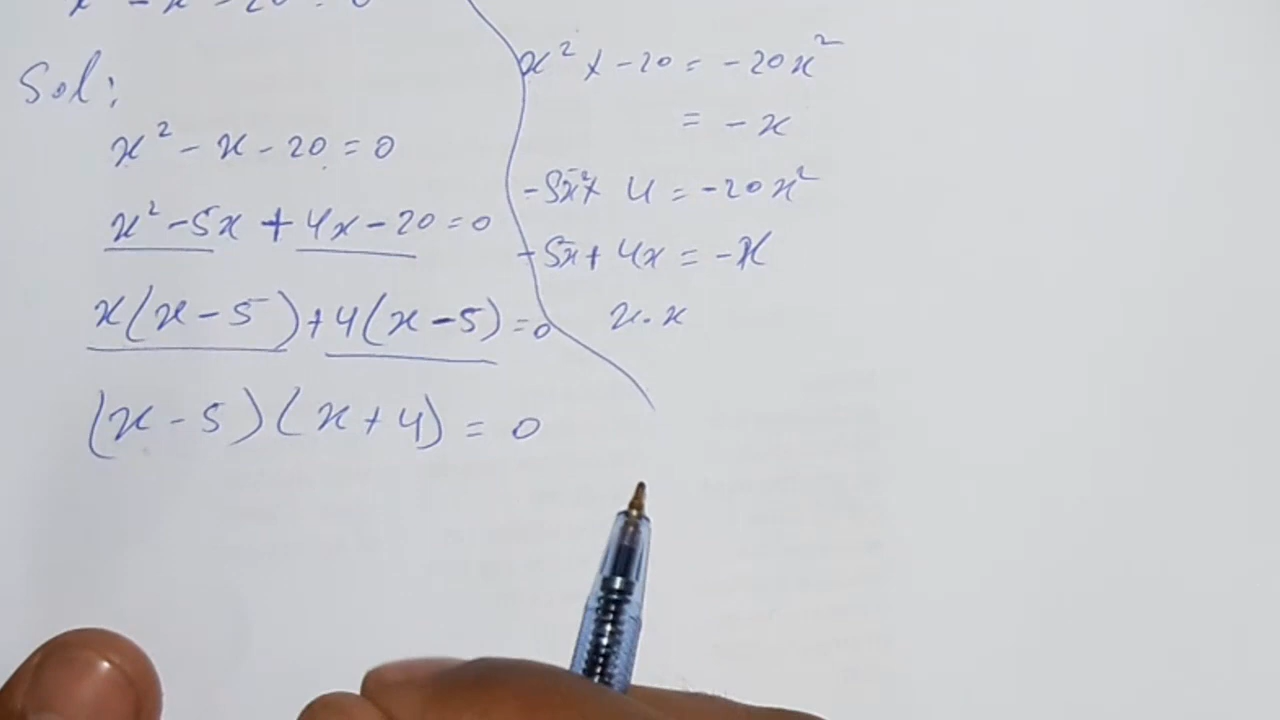 Sol:
x² - x - 20 = 0
x² - 5x + 4x - 20 = 0
x(x - 5) + 4(x - 5) = 0
(x - 5)(x + 4) = 0
x² × -20 = -20x²
= -x
-5x × 4 = -20x²
-5x + 4x = -x
x · x